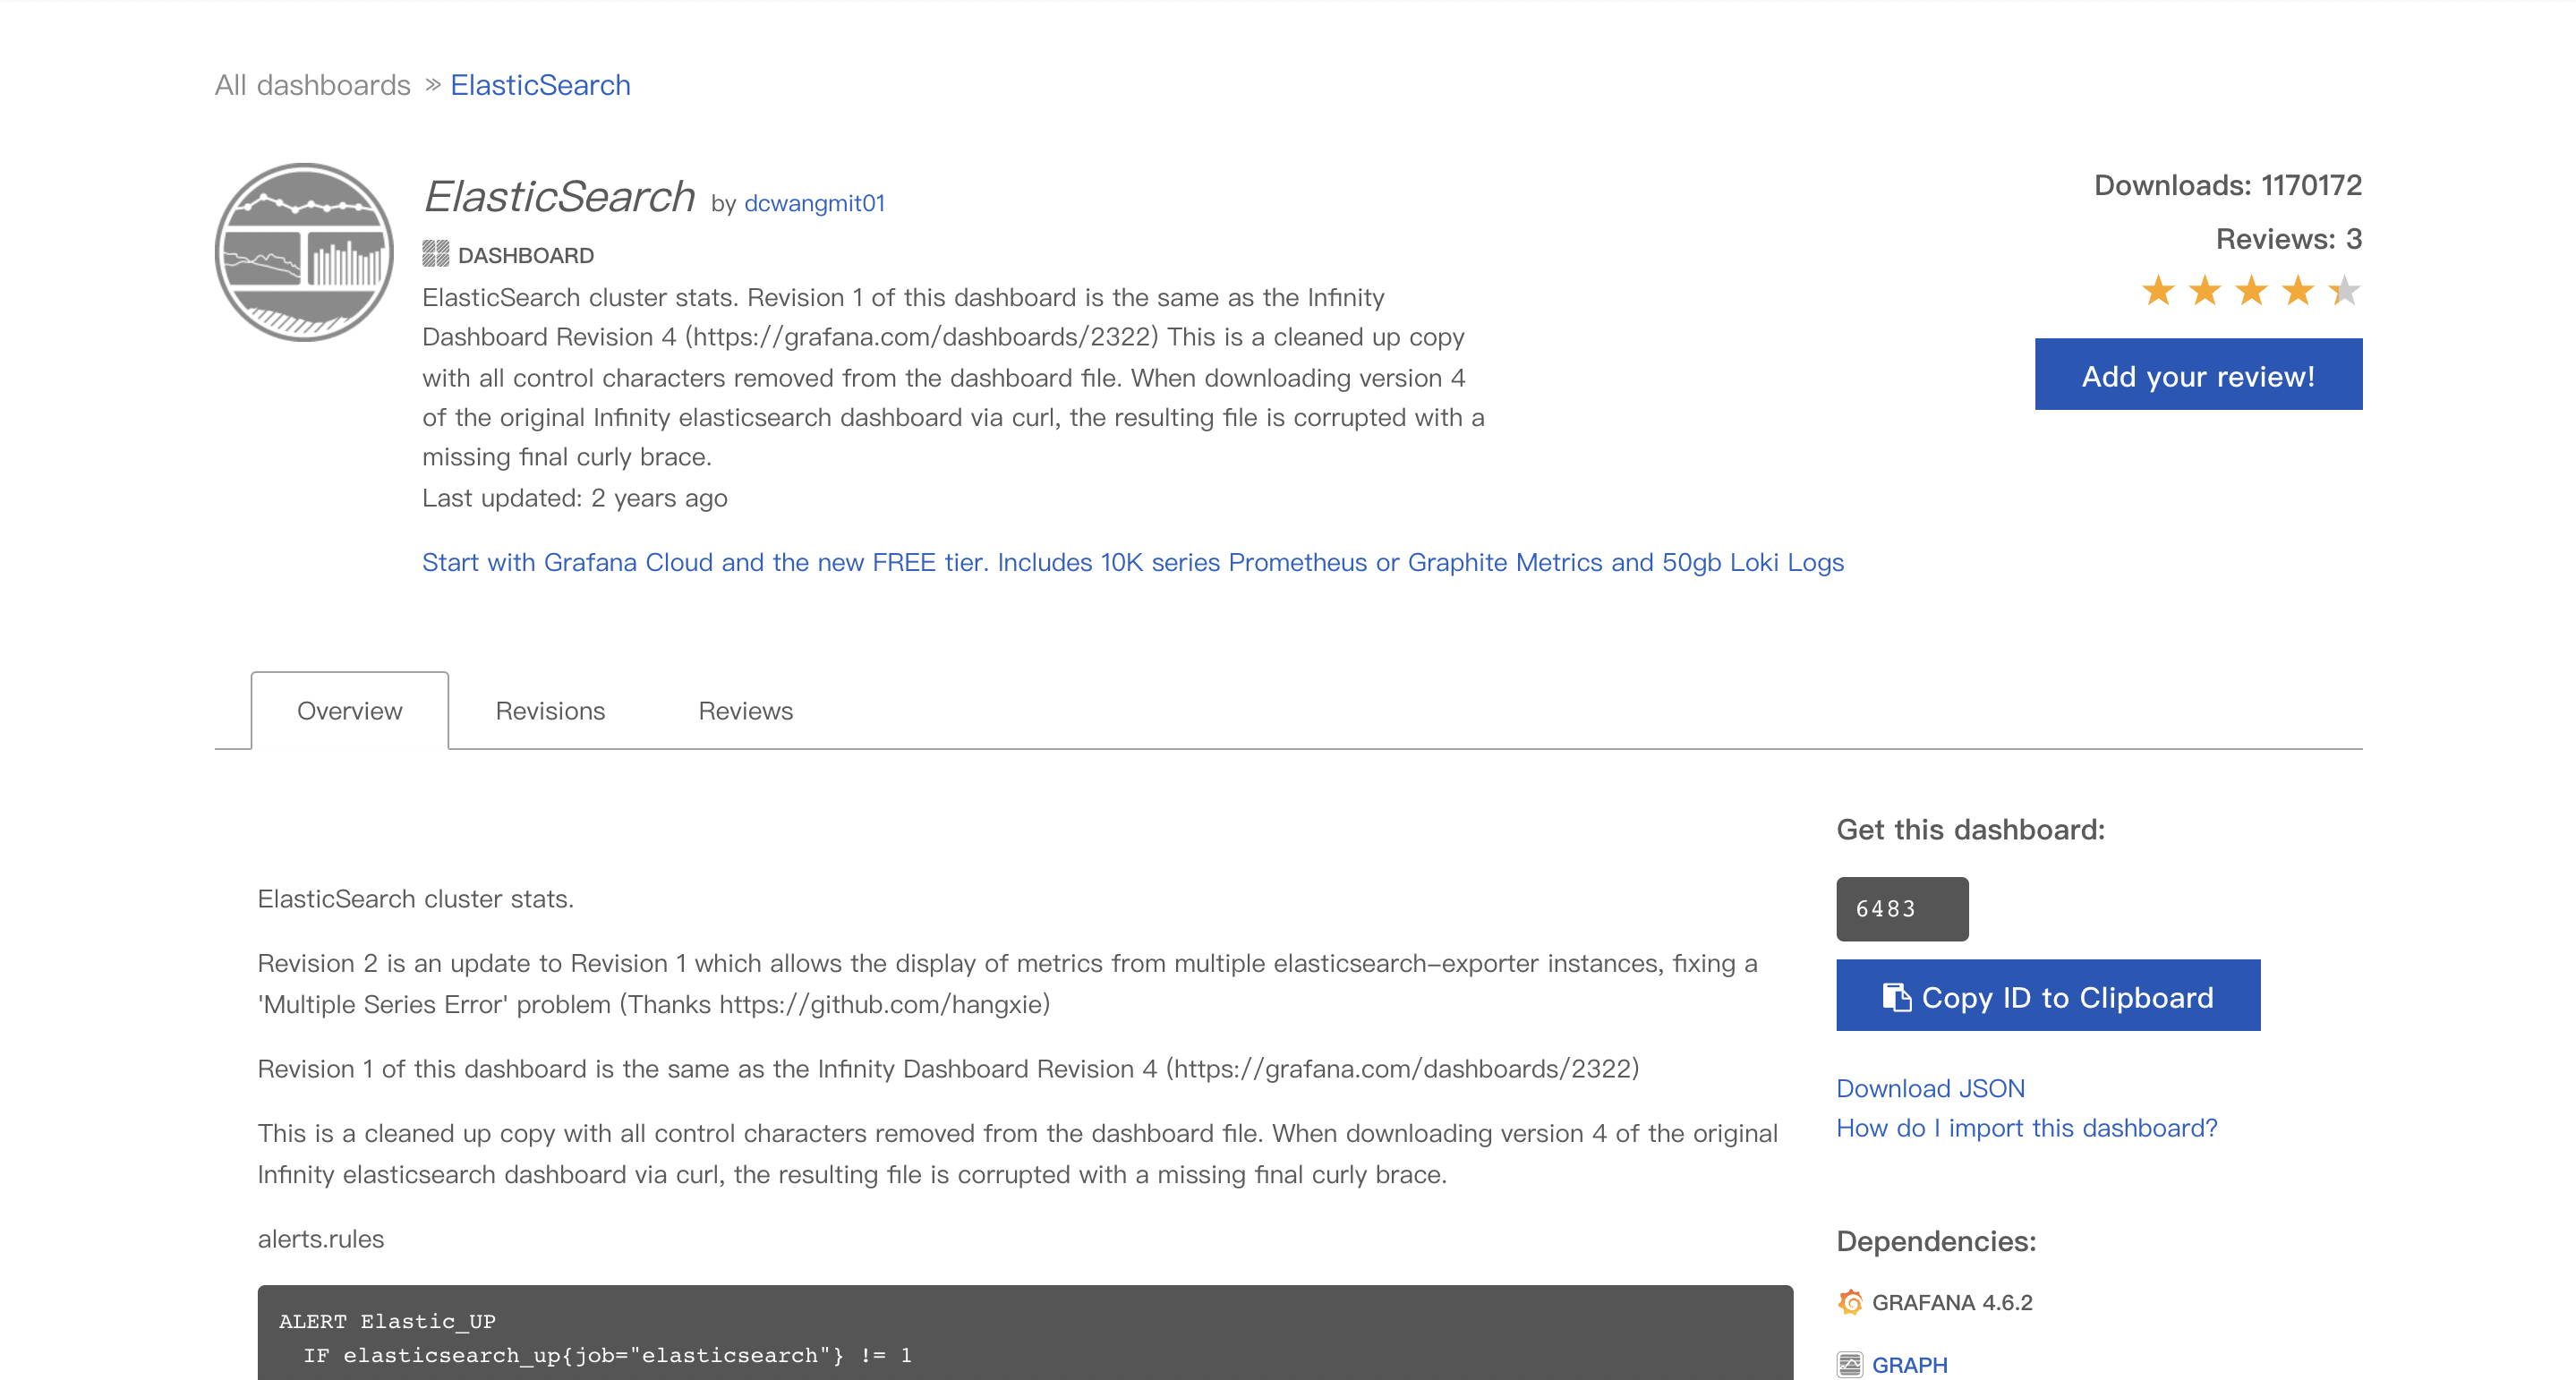 All dashboards » ElasticSearch
ElasticSearch by dcwangmit01
DASHBOARD
ElasticSearch cluster stats. Revision 1 of this dashboard is the same as the Infinity
Dashboard Revision 4 (https://grafana.com/dashboards/2322) This is a cleaned up copy
with all control characters removed from the dashboard file. When downloading version 4
of the original Infinity elasticsearch dashboard via curl, the resulting file is corrupted with a
missing final curly brace.
Last updated: 2 years ago
Start with Grafana Cloud and the new FREE tier. Includes 10K series Prometheus or Graphite Metrics and 50gb Loki Logs
Downloads: 1170172
Reviews: 3
Add your review!
Overview
Revisions
Reviews
ElasticSearch cluster stats.
Revision 2 is an update to Revision 1 which allows the display of metrics from multiple elasticsearch-exporter instances, fixing a
'Multiple Series Error' problem (Thanks https://github.com/hangxie)
Revision 1 of this dashboard is the same as the Infinity Dashboard Revision 4 (https://grafana.com/dashboards/2322)
This is a cleaned up copy with all control characters removed from the dashboard file. When downloading version 4 of the original
Infinity elasticsearch dashboard via curl, the resulting file is corrupted with a missing final curly brace.
alerts.rules
ALERT Elastic_UP
IF elasticsearch_up{job="elasticsearch"} != 1
Get this dashboard:
6483
Copy ID to Clipboard
Download JSON
How do I import this dashboard?
Dependencies:
GRAFANA 4.6.2
GRAPH